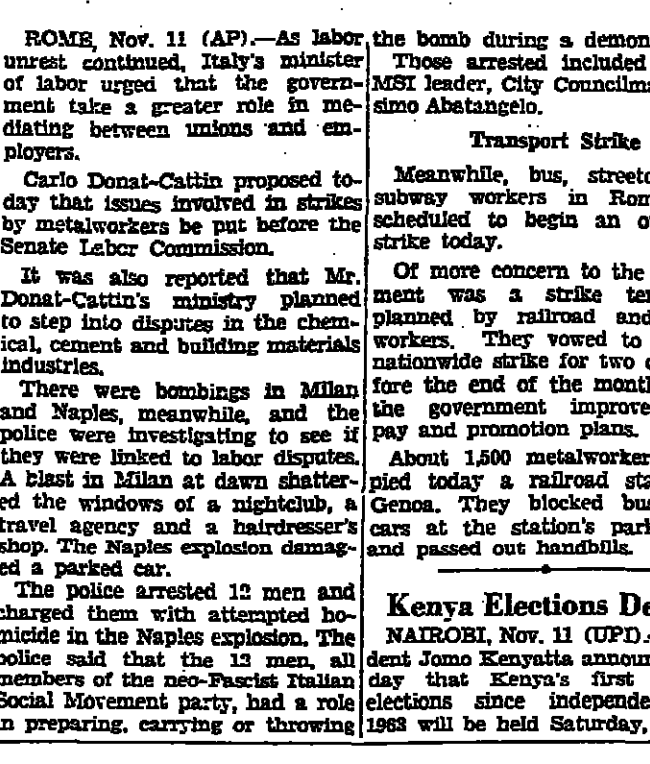 ROME, Nov. 11 (AP).—As labor
unrest continued, Italy's minister
of labor urged that the govern-
ment take a greater role in me-
diating between unions and em-
ployers.
Carlo Donat-Cattin proposed to-
day that issues involved in strikes
by metalworkers be put before the
Senate Labor Commission.
It was also reported that Mr.
Donat-Cattin's ministry planned
to step into disputes in the chem-
ical, cement and building materials
industries.
There were bombings in Milan
and Naples, meanwhile, and the
police were investigating to see if
they were linked to labor disputes.
A blast in Milan at dawn shatter-
ed the windows of a nightclub, a
travel agency and a hairdresser's
shop. The Naples explosion damag-
ed a parked car.
The police arrested 12 men and
charged them with attempted ho-
micide in the Naples explosion. The
police said that the 12 men, all
members of the neo-Fascist Italian
Social Movement party, had a role
n preparing, carrying or throwing
the bomb during a demon
Those arrested included
MSI leader, City Councilma
simo Abatangelo.
Transport Strike
Meanwhile, bus, streetc
subway workers in Rom
scheduled to begin an o
strike today.
Of more concern to the
ment was a strike te
planned by railroad and
workers. They vowed to
nationwide strike for two d
fore the end of the month
the government improve
pay and promotion plans.
About 1,500 metalworker
pied today a railroad sta
Genoa. They blocked bu
cars at the station's park
and passed out handbills.
Kenya Elections De
NAIROBI, Nov. 11 (UPI).
dent Jomo Kenyatta announ
day that Kenya's first
elections since independe
1963 will be held Saturday,